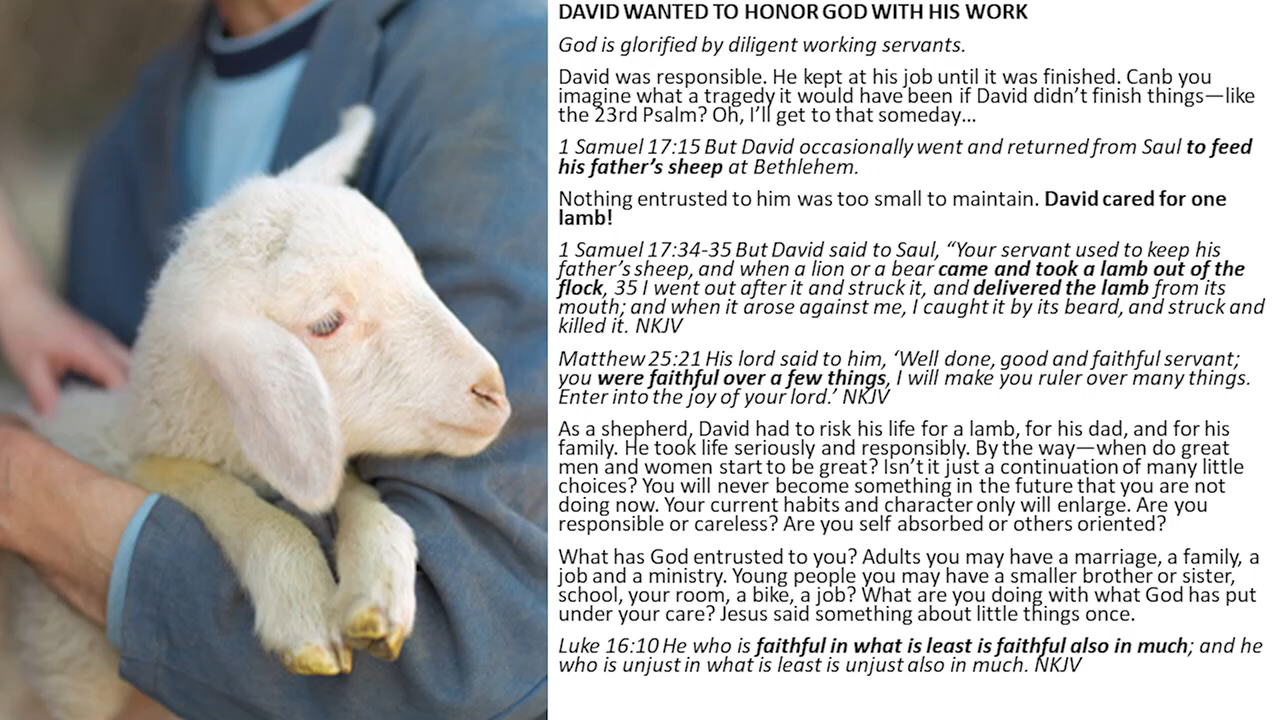 DAVID WANTED TO HONOR GOD WITH HIS WORK
God is glorified by diligent working servants.
David was responsible. He kept at his job until it was finished. Canb you
imagine what a tragedy it would have been if David didn’t finish things—like
the 23rd Psalm? Oh, I’ll get to that someday…
1 Samuel 17:15 But David occasionally went and returned from Saul to feed
his father’s sheep at Bethlehem.
Nothing entrusted to him was too small to maintain. David cared for one
lamb!
1 Samuel 17:34-35 But David said to Saul, “Your servant used to keep his
father’s sheep, and when a lion or a bear came and took a lamb out of the
flock, 35 I went out after it and struck it, and delivered the lamb from its
mouth; and when it arose against me, I caught it by its beard, and struck and
killed it. NKJV
Matthew 25:21 His lord said to him, ‘Well done, good and faithful servant;
you were faithful over a few things, I will make you ruler over many things.
Enter into the joy of your lord.’ NKJV
As a shepherd, David had to risk his life for a lamb, for his dad, and for his
family. He took life seriously and responsibly. By the way—when do great
men and women start to be great? Isn’t it just a continuation of many little
choices? You will never become something in the future that you are not
doing now. Your current habits and character only will enlarge. Are you
responsible or careless? Are you self absorbed or others oriented?
What has God entrusted to you? Adults you may have a marriage, a family, a
job and a ministry. Young people you may have a smaller brother or sister,
school, your room, a bike, a job? What are you doing with what God has put
under your care? Jesus said something about little things once.
Luke 16:10 He who is faithful in what is least is faithful also in much; and he
who is unjust in what is least is unjust also in much. NKJV